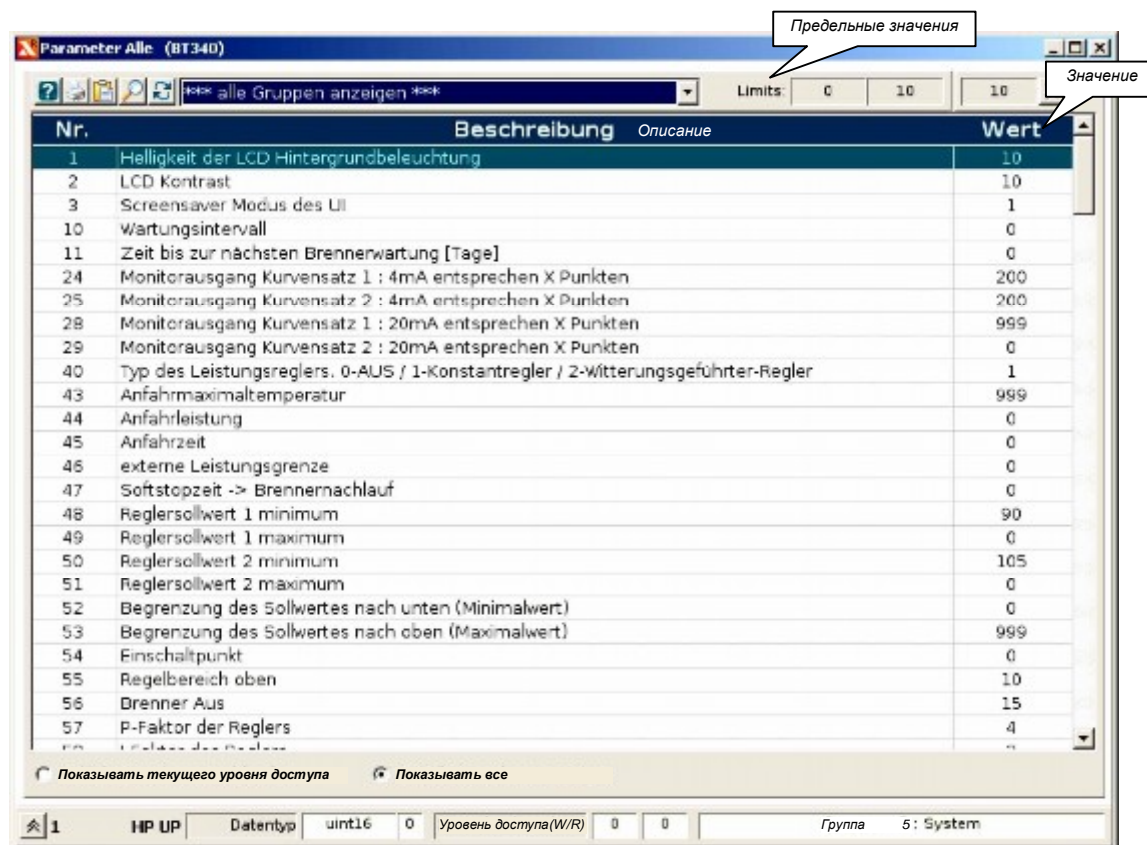 Предельные значения
Parameter Alle (BT340)
Значение
**** alle Gruppen anzeigen **** Limits: 0 10 10
Nr. Beschreibung Описание Wert
1 Helligkeit der LCD Hintergrundbeleuchtung 10
2 LCD Kontrast 10
3 Screensaver Modus des UI 1
10 Wartungsintervall 0
11 Zeit bis zur nächsten Brennerwartung [Tage] 0
24 Monitorausgang Kurvensatz 1 : 4mA entsprechen X Punkten 200
25 Monitorausgang Kurvensatz 2 : 4mA entsprechen X Punkten 200
28 Monitorausgang Kurvensatz 1 : 20mA entsprechen X Punkten 999
29 Monitorausgang Kurvensatz 2 : 20mA entsprechen X Punkten 0
40 Typ des Leistungsreglers. 0-AUS / 1-Konstantregler / 2-Witterungsgeführter-Regler 1
43 Anfahrmaximaltemperatur 999
44 Anfahrleistung 0
45 Anfahrzeit 0
46 externe Leistungsgrenze 0
47 Softstopzeit -> Brennernachlauf 0
48 Reglersollwert 1 minimum 90
49 Reglersollwert 1 maximum 0
50 Reglersollwert 2 minimum 105
51 Reglersollwert 2 maximum 0
52 Begrenzung des Sollwertes nach unten (Minimalwert) 0
53 Begrenzung des Sollwertes nach oben (Maximalwert) 999
54 Einschaltpunkt 0
55 Regelbereich oben 10
56 Brenner Aus 15
57 P-Faktor der Reglers 4
Показывать текущего уровня доступа Показывать все
1 HP UP Datentyp uint16 0 Уровень доступа(W/R) 0 0 Группа 5 : System